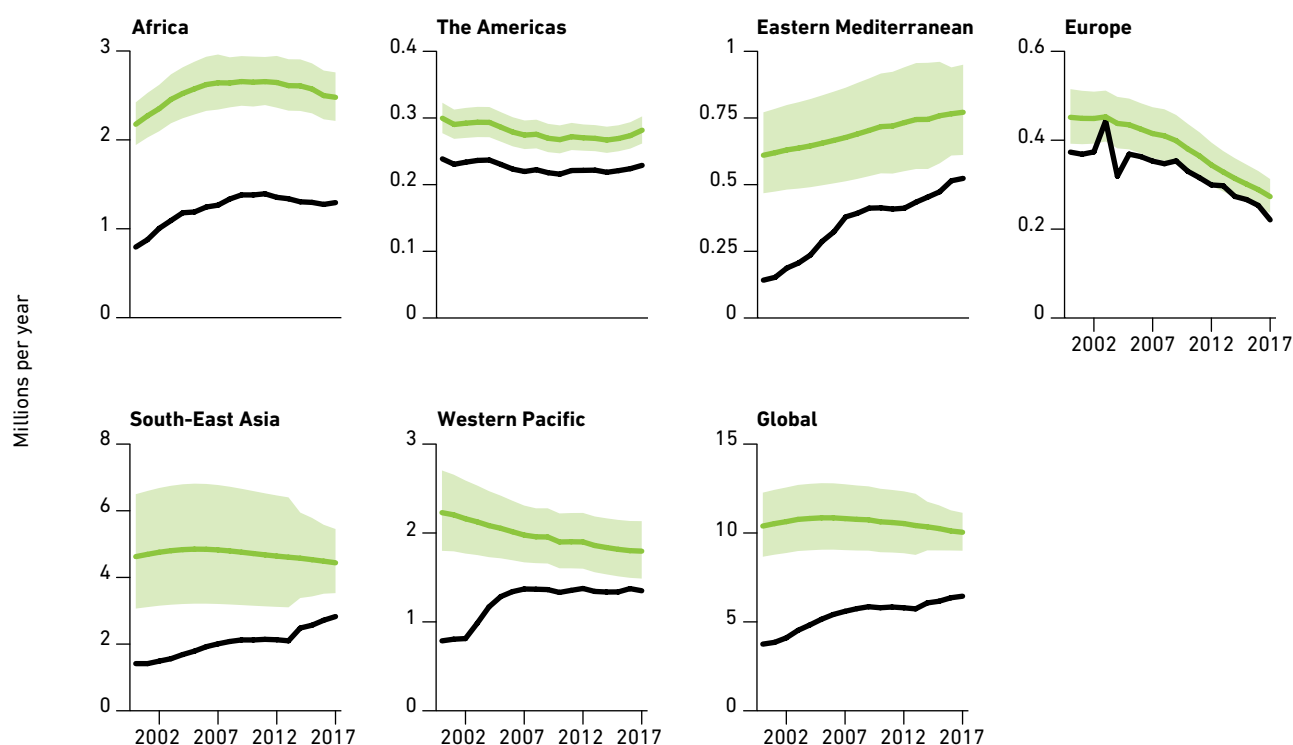 Millions per year
Africa
3
2
1
0
The Americas
0.4
0.3
0.2
0.1
0
Eastern Mediterranean
1
0.75
0.5
0.25
0
Europe
0.6
0.4
0.2
0
2002 2007 2012 2017
South-East Asia
8
6
4
2
0
2002 2007 2012 2017
Western Pacific
3
2
1
0
2002 2007 2012 2017
Global
15
10
5
0
2002 2007 2012 2017